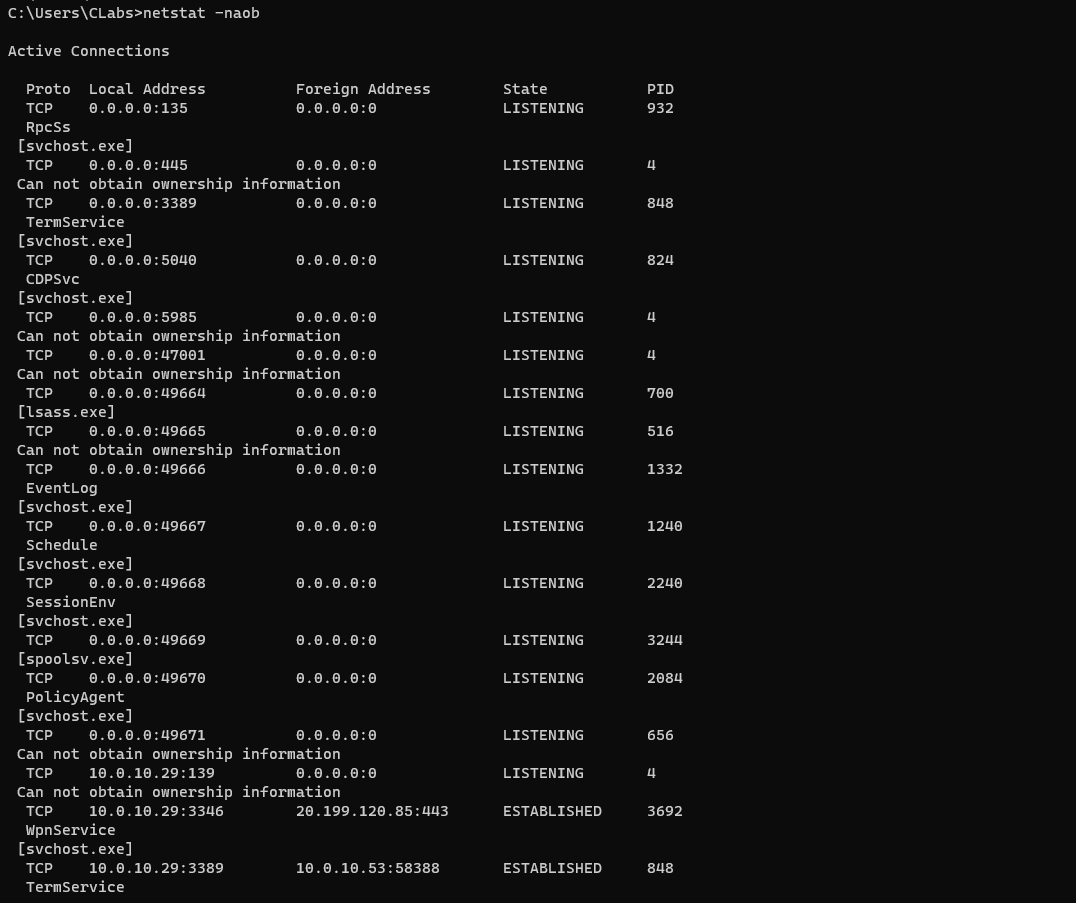 C:\Users\CLabs>netstat -naob
Active Connections
Proto Local Address Foreign Address State PID
TCP 0.0.0.0:135 0.0.0.0:0 LISTENING 932
RpcSs
[svchost.exe]
TCP 0.0.0.0:445 0.0.0.0:0 LISTENING 4
Can not obtain ownership information
TCP 0.0.0.0:3389 0.0.0.0:0 LISTENING 848
TermService
[svchost.exe]
TCP 0.0.0.0:5040 0.0.0.0:0 LISTENING 824
CDPSvc
[svchost.exe]
TCP 0.0.0.0:5985 0.0.0.0:0 LISTENING 4
Can not obtain ownership information
TCP 0.0.0.0:47001 0.0.0.0:0 LISTENING 4
Can not obtain ownership information
TCP 0.0.0.0:49664 0.0.0.0:0 LISTENING 700
[lsass.exe]
TCP 0.0.0.0:49665 0.0.0.0:0 LISTENING 516
Can not obtain ownership information
TCP 0.0.0.0:49666 0.0.0.0:0 LISTENING 1332
EventLog
[svchost.exe]
TCP 0.0.0.0:49667 0.0.0.0:0 LISTENING 1240
Schedule
[svchost.exe]
TCP 0.0.0.0:49668 0.0.0.0:0 LISTENING 2240
SessionEnv
[svchost.exe]
TCP 0.0.0.0:49669 0.0.0.0:0 LISTENING 3244
[spoolsv.exe]
TCP 0.0.0.0:49670 0.0.0.0:0 LISTENING 2084
PolicyAgent
[svchost.exe]
TCP 0.0.0.0:49671 0.0.0.0:0 LISTENING 656
Can not obtain ownership information
TCP 10.0.10.29:139 0.0.0.0:0 LISTENING 4
Can not obtain ownership information
TCP 10.0.10.29:3346 20.199.120.85:443 ESTABLISHED 3692
WpnService
[svchost.exe]
TCP 10.0.10.29:3389 10.0.10.53:58388 ESTABLISHED 848
TermService